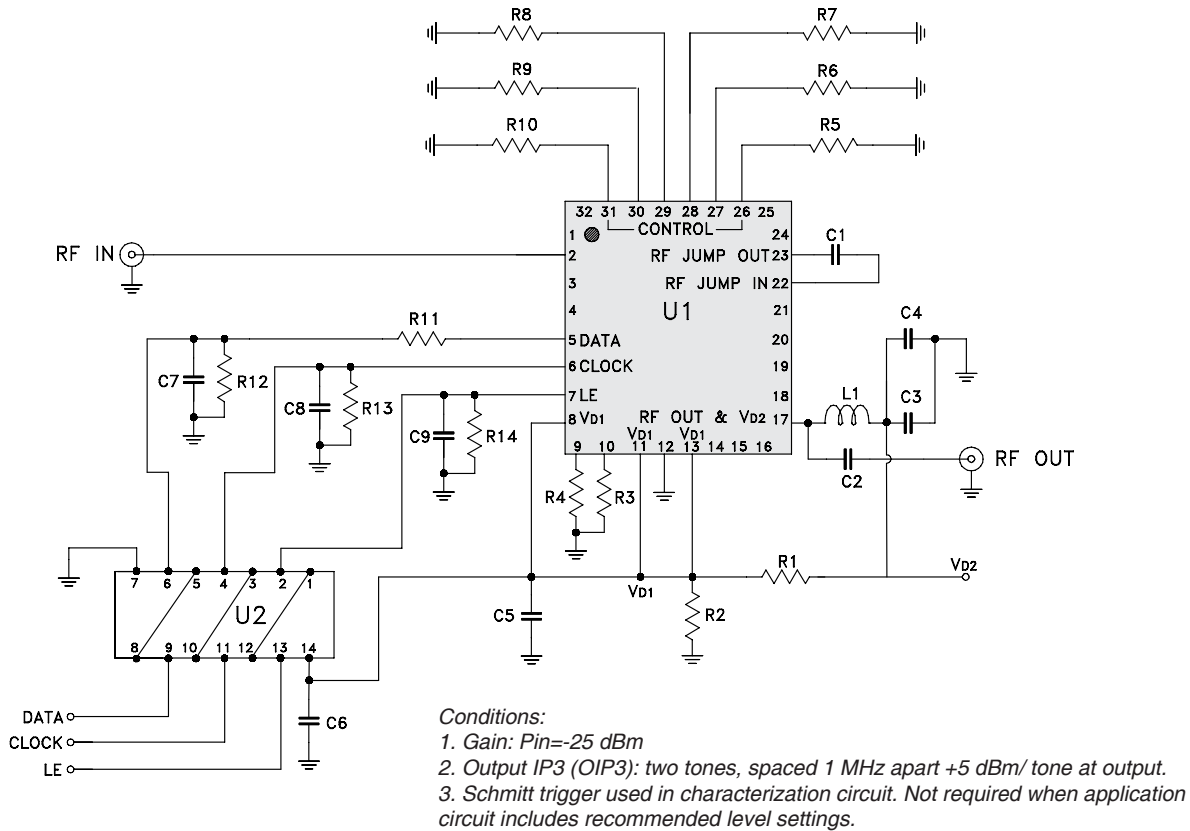 R8 R7
R9 R6
R10 R5
32 31 30 29 28 27 26 25
CONTROL
1 24
RF IN 2 RF JUMP OUT 23 C1
3 RF JUMP IN 22
U1
4 21
C4
R11 5 DATA 20
6 CLOCK 19
C7 R12 L1 C3
C8 R13 7 LE 18
8 VD1 RF OUT & VD2 17
C9 R14 VD1 VD1
9 10 11 12 13 14 15 16
C2 RF OUT
R4 R3
R1
VD1 VD2
7 6 5 4 3 2 1
U2 C5 R2
8 9 10 11 12 13 14
DATA C6
CLOCK
LE
Conditions:
1. Gain: Pin=-25 dBm
2. Output IP3 (OIP3): two tones, spaced 1 MHz apart +5 dBm/ tone at output.
3. Schmitt trigger used in characterization circuit. Not required when application
circuit includes recommended level settings.